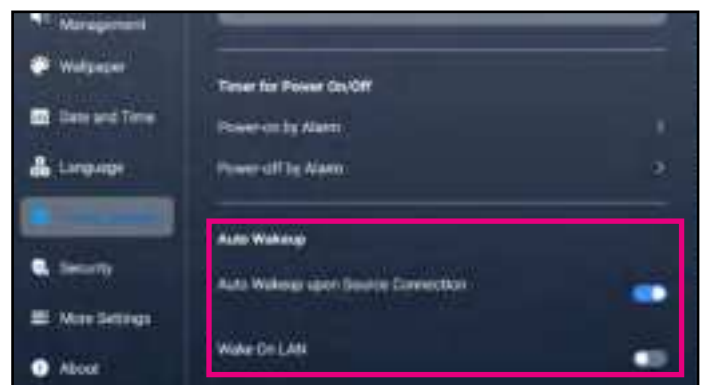 Management
Wallpaper
Date and Time
Language
Security
More Settings
About
Timer for Power On/Off
Power-on by Alarm
Power-off by Alarm
Auto Wakeup
Auto Wakeup upon Source Connection
Wake On LAN